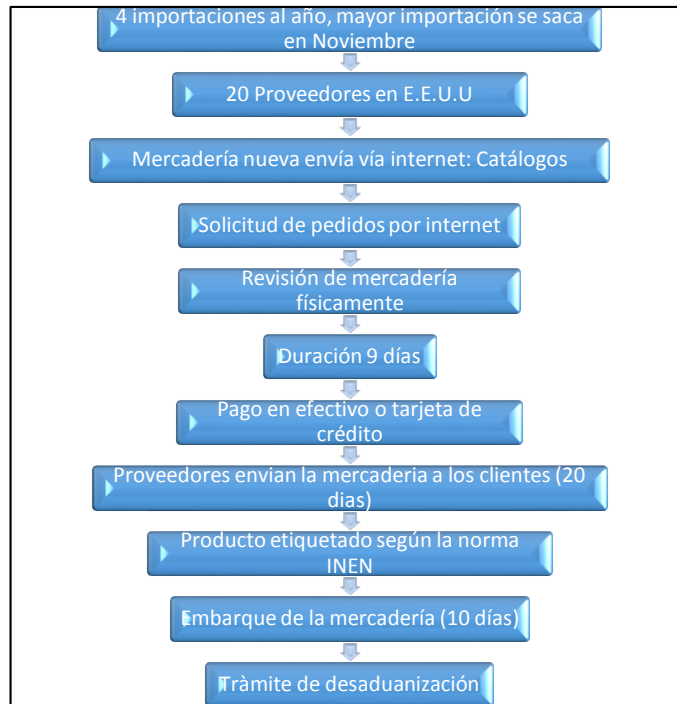 4 importaciones al año, mayor importación se saca
en Noviembre
20 Proveedores en E.E.U.U
Mercadería nueva envía vía internet: Catálogos
Solicitud de pedidos por internet
Revisión de mercadería
físicamente
Duración 9 días
Pago en efectivo o tarjeta de
crédito
Proveedores envian la mercaderia a los clientes (20
dias)
Producto etiquetado según la norma
INEN
Embarque de la mercadería (10 días)
Tràmite de desaduanización